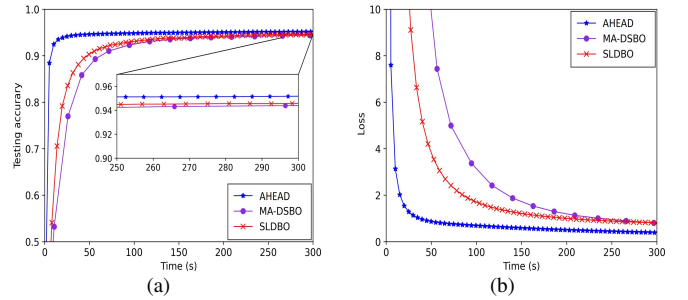 1.0
0.9
0.8
0.7
0.6
0.5
Testing accurary
0.96
0.94
0.92
0.90
250 260 270 280 290 300
AHEAD
MA-DSBO
SLDBO
0 50 100 150 200 250 300
Time (s)
(a)
10
8
6
4
2
0
Loss
AHEAD
MA-DSBO
SLDBO
0 50 100 150 200 250 300
Time (s)
(b)